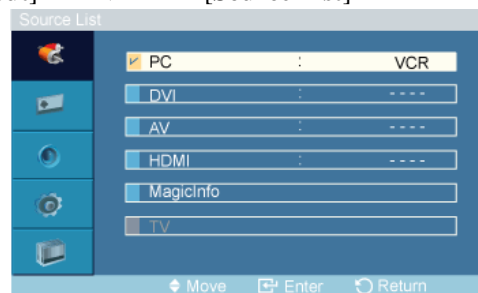 Source List
PC : VCR
DVI : - - - -
AV : - - - -
HDMI : - - - -
MagicInfo
TV
Move Enter Return